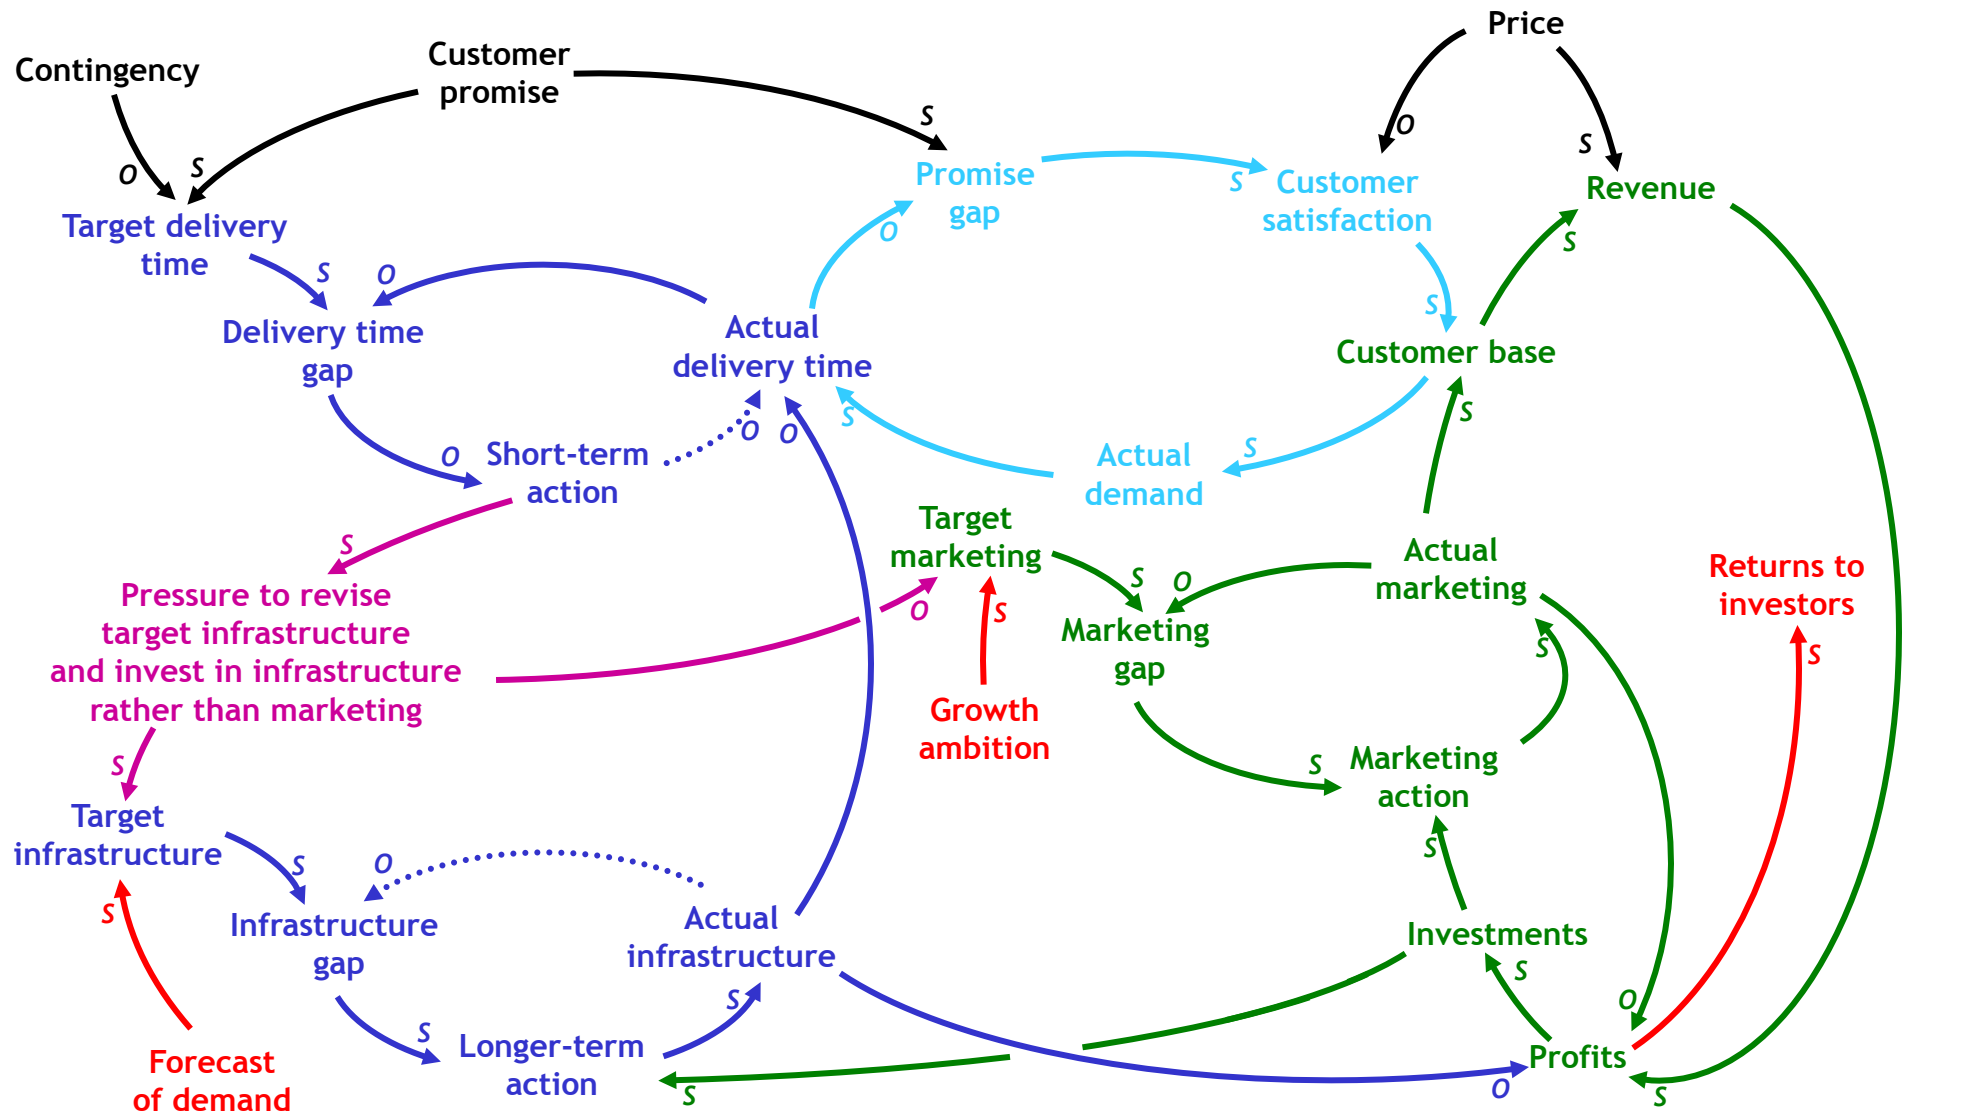 Price
Customer
promise
Contingency
S
O
S
O
S
Promise
gap
S
Customer
satisfaction
Revenue
Target delivery
time
O
S
S
O
S
Delivery time
gap
Actual
delivery time
Customer base
S
O
O
S
S
O
Short-term
action
Actual
demand
S
S
Target
marketing
S
O
Actual
marketing
Returns to
investors
Pressure to revise
target infrastructure
and invest in infrastructure
rather than marketing
O
S
Marketing
gap
S
S
Growth
ambition
S
S
Marketing
action
Target
infrastructure
S
O
S
S
Infrastructure
gap
Actual
infrastructure
Investments
S
S
S
O
Longer-term
action
Forecast
of demand
Profits
S
O
S